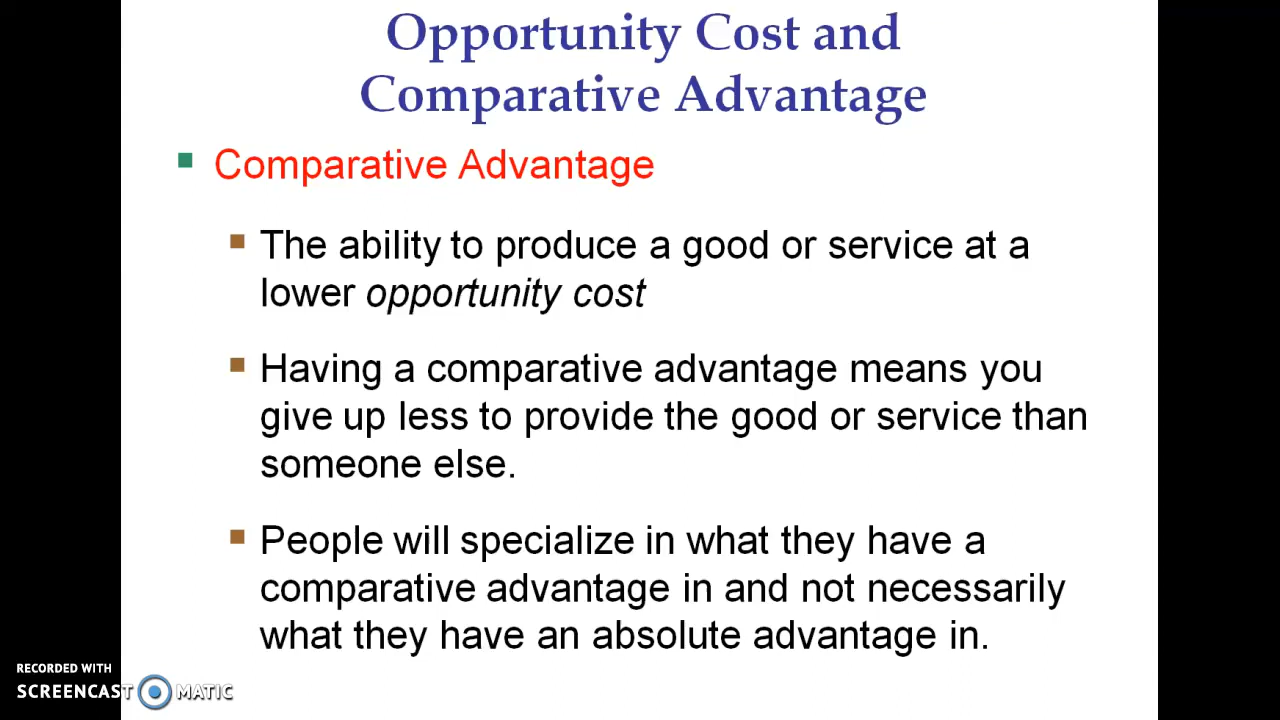 Opportunity Cost and
Comparative Advantage
Comparative Advantage
The ability to produce a good or service at a
lower opportunity cost
Having a comparative advantage means you
give up less to provide the good or service than
someone else.
People will specialize in what they have a
comparative advantage in and not necessarily
what they have an absolute advantage in.
RECORDED WITH
SCREENCAST MATIC